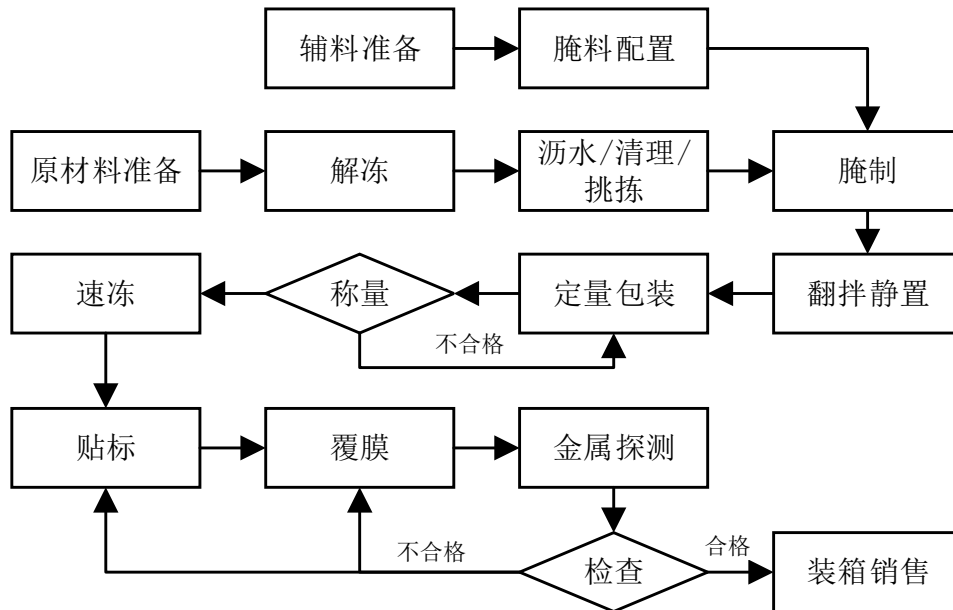 辅料准备
腌料配置
原材料准备
解冻
沥水/清理/
挑拣
腌制
速冻
称量
定量包装
翻拌静置
不合格
贴标
覆膜
金属探测
不合格
检查
合格
装箱销售